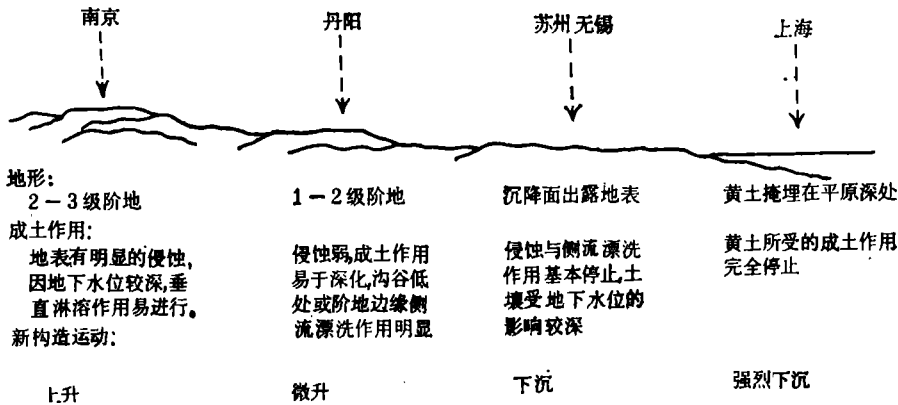 南京
丹阳
苏州 无锡
上海
地形：
2－3级阶地
1－2级阶地
沉降面出露地表
黄土掩埋在平原深处
成土作用：
地表有明显的侵蚀，
因地下水位较深，垂
直淋溶作用易进行。
侵蚀弱，成土作用
易于深化，沟谷低
处或阶地边缘侧
流漂洗作用明显
侵蚀与侧流漂洗
作用基本停止，土
壤受地下水位的
影响较深
黄土所受的成土作用
完全停止
新构造运动：
上升
微升
下沉
强烈下沉